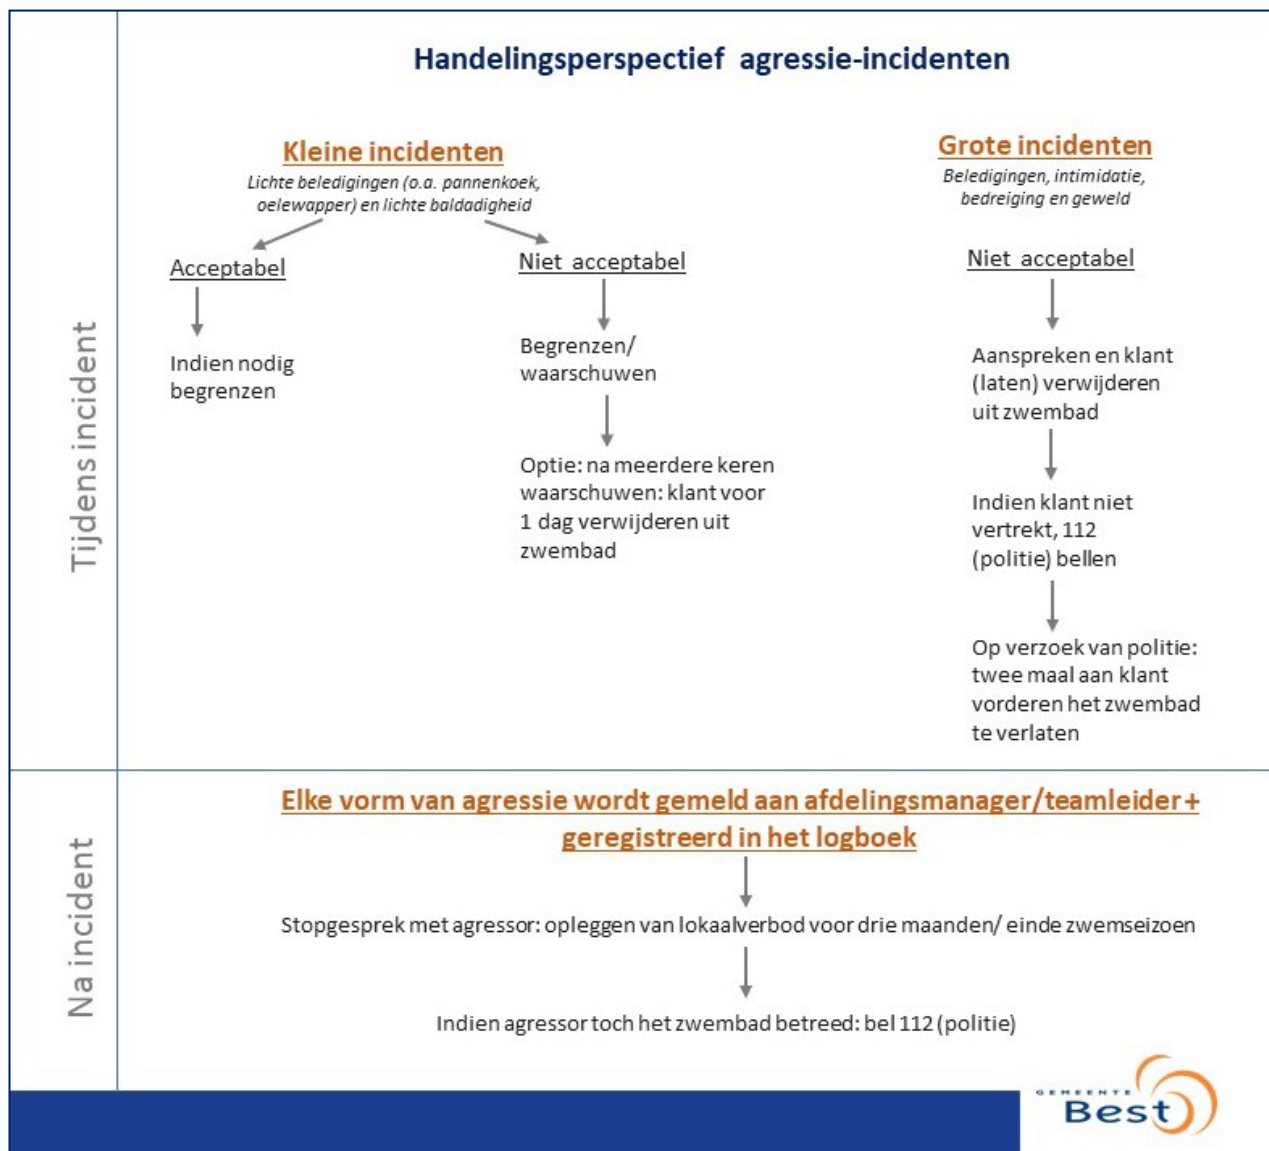 Handelingsperspectief agressie-incidenten
Tijdens incident
Kleine incidenten
Lichte beledigingen (o.a. pannenkoek,
oelewapper) en lichte baldadigheid
Acceptabel
Indien nodig
begrenzen
Niet acceptabel
Begrenzen/
waarschuwen
Optie: na meerdere keren
waarschuwen: klant voor
1 dag verwijderen uit
zwembad
Grote incidenten
Beledigingen, intimidatie,
bedreiging en geweld
Niet acceptabel
Aanspreken en klant
(laten) verwijderen
uit zwembad
Indien klant niet
vertrekt, 112
(politie) bellen
Op verzoek van politie:
twee maal aan klant
vorderen het zwembad
te verlaten
Na incident
Elke vorm van agressie wordt gemeld aan afdelingsmanager/teamleider +
geregistreerd in het logboek
Stopgesprek met agressor: opleggen van lokaalverbod voor drie maanden/ einde zwemseizoen
Indien agressor toch het zwembad betreed: bel 112 (politie)
GEMEENTE
Best